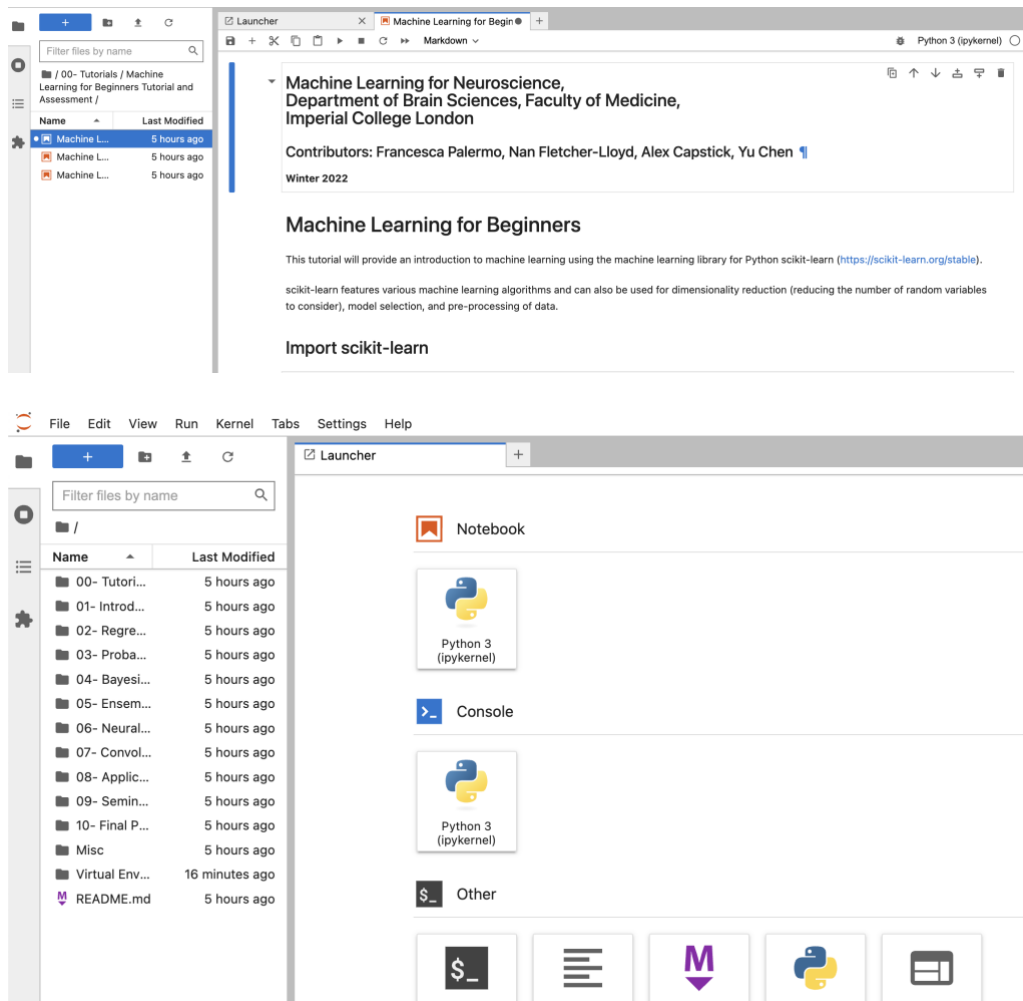 Launcher
Machine Learning for Begin
Markdown
Python 3 (ipykernel)
Filter files by name
/ 00- Tutorials / Machine
Learning for Beginners Tutorial and
Assessment /
Name Last Modified
Machine L... 5 hours ago
Machine L... 5 hours ago
Machine L... 5 hours ago
Machine Learning for Neuroscience,
Department of Brain Sciences, Faculty of Medicine,
Imperial College London
Contributors: Francesca Palermo, Nan Fletcher-Lloyd, Alex Capstick, Yu Chen ¶
Winter 2022
Machine Learning for Beginners
This tutorial will provide an introduction to machine learning using the machine learning library for Python scikit-learn (https://scikit-learn.org/stable).
scikit-learn features various machine learning algorithms and can also be used for dimensionality reduction (reducing the number of random variables
to consider), model selection, and pre-processing of data.
Import scikit-learn
File Edit View Run Kernel Tabs Settings Help
Launcher
Filter files by name
/
Name Last Modified
00- Tutori... 5 hours ago
01- Introd... 5 hours ago
02- Regre... 5 hours ago
03- Proba... 5 hours ago
04- Bayesi... 5 hours ago
05- Ensem... 5 hours ago
06- Neural... 5 hours ago
07- Convol... 5 hours ago
08- Applic... 5 hours ago
09- Semin... 5 hours ago
10- Final P... 5 hours ago
Misc 5 hours ago
Virtual Env... 16 minutes ago
README.md 5 hours ago
Notebook
Python 3
(ipykernel)
Console
Python 3
(ipykernel)
$_ Other
$_
M